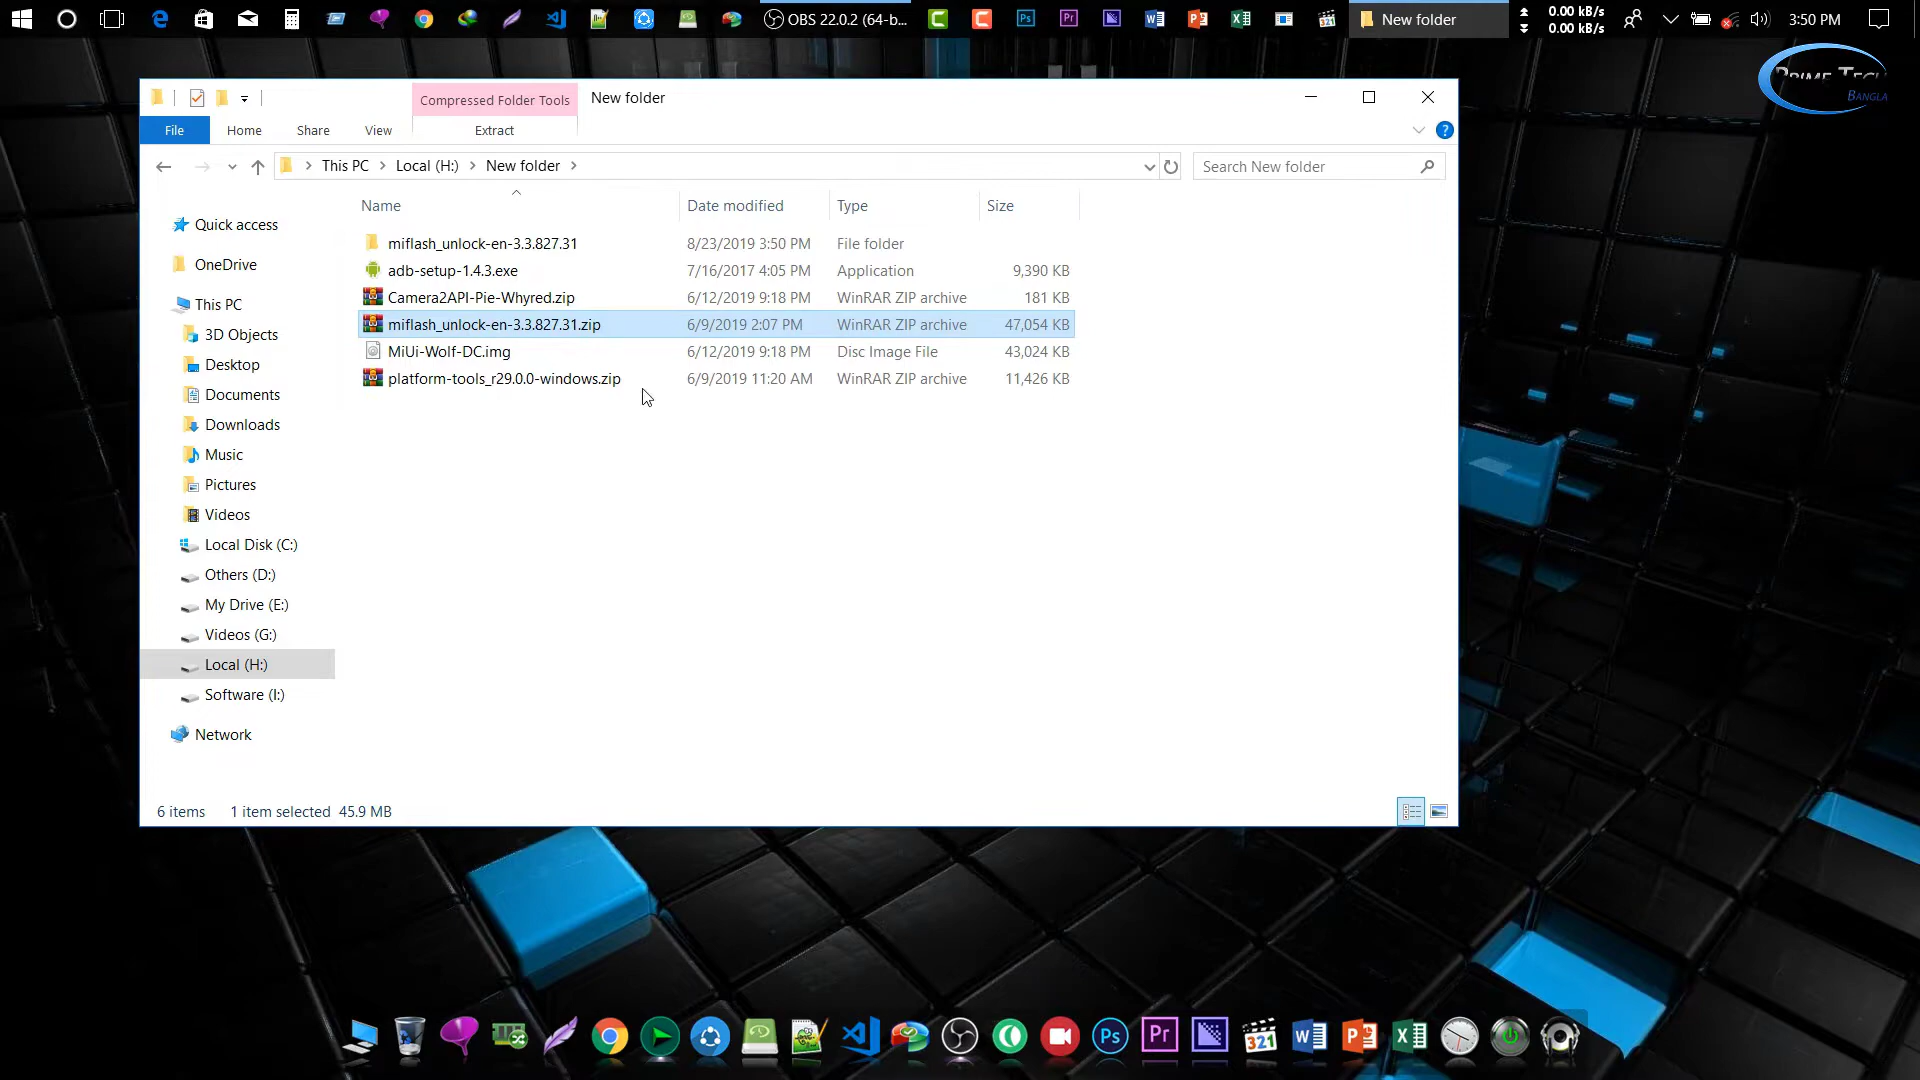 OBS 22.0.2 (64-b...
New folder
0.00 kB/s
0.00 kB/s
3:50 PM
PRIME TECH
BANGLA
Compressed Folder Tools
New folder
File
Home
Share
View
Extract
This PC
Local (H:)
New folder
Search New folder
Name
Date modified
Type
Size
miflash_unlock-en-3.3.827.31 8/23/2019 3:50 PM File folder
adb-setup-1.4.3.exe 7/16/2017 4:05 PM Application 9,390 KB
Camera2API-Pie-Whyred.zip 6/12/2019 9:18 PM WinRAR ZIP archive 181 KB
miflash_unlock-en-3.3.827.31.zip 6/9/2019 2:07 PM WinRAR ZIP archive 47,054 KB
MiUi-Wolf-DC.img 6/12/2019 9:18 PM Disc Image File 43,024 KB
platform-tools_r29.0.0-windows.zip 6/9/2019 11:20 AM WinRAR ZIP archive 11,426 KB
Quick access
OneDrive
This PC
3D Objects
Desktop
Documents
Downloads
Music
Pictures
Videos
Local Disk (C:)
Others (D:)
My Drive (E:)
Videos (G:)
Local (H:)
Software (I:)
Network
6 items
1 item selected 45.9 MB
Ps
Pr
321